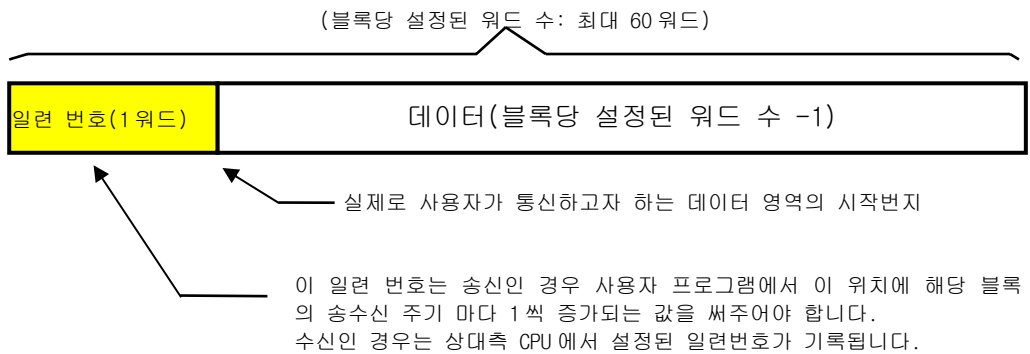 (블록당 설정된 워드 수: 최대 60 워드)
일련 번호(1 워드)
데이터(블록당 설정된 워드 수 -1)
실제로 사용자가 통신하고자 하는 데이터 영역의 시작번지
이 일련 번호는 송신인 경우 사용자 프로그램에서 이 위치에 해당 블록
의 송수신 주기 마다 1 씩 증가되는 값을 써주어야 합니다.
수신인 경우는 상대측 CPU 에서 설정된 일련번호가 기록됩니다.